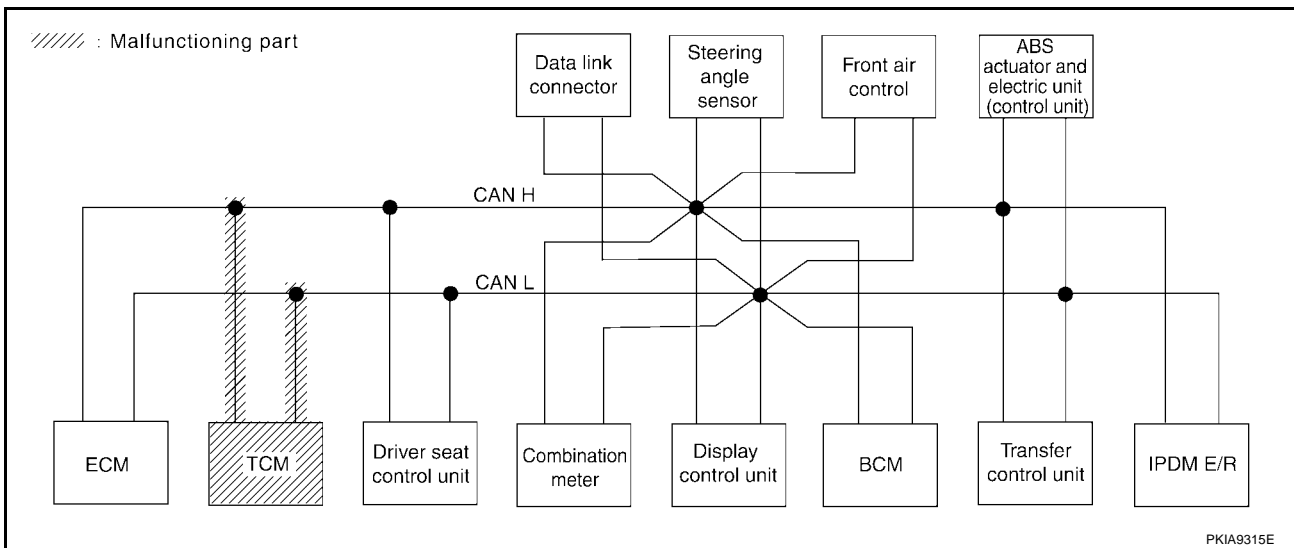 : Malfunctioning part
Data link
connector
Steering
angle
sensor
Front air
control
ABS
actuator and
electric unit
(control unit)
CAN H
CAN L
ECM
TCM
Driver seat
control unit
Combination
meter
Display
control unit
BCM
Transfer
control unit
IPDM E/R
PKIA9315E